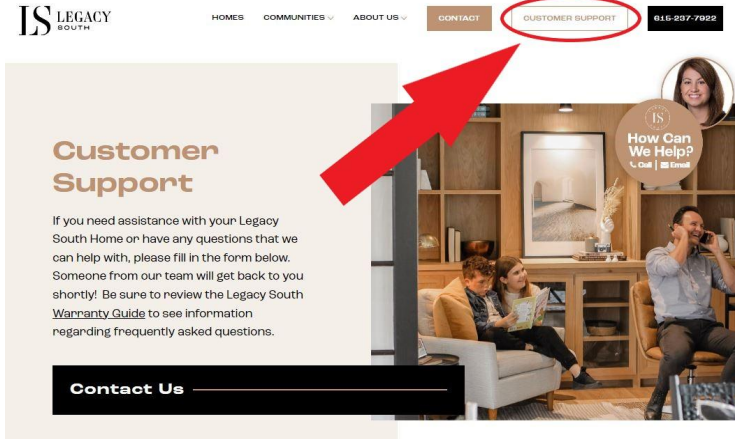 LS LEGACY
SOUTH
HOMES COMMUNITIES ABOUT US CONTACT CUSTOMER SUPPORT 615-237-7922
LS
How Can
We Help?
Call | Email
Customer
Support
If you need assistance with your Legacy
South Home or have any questions that we
can help with, please fill in the form below.
Someone from our team will get back to you
shortly! Be sure to review the Legacy South
Warranty Guide to see information
regarding frequently asked questions.
Contact Us